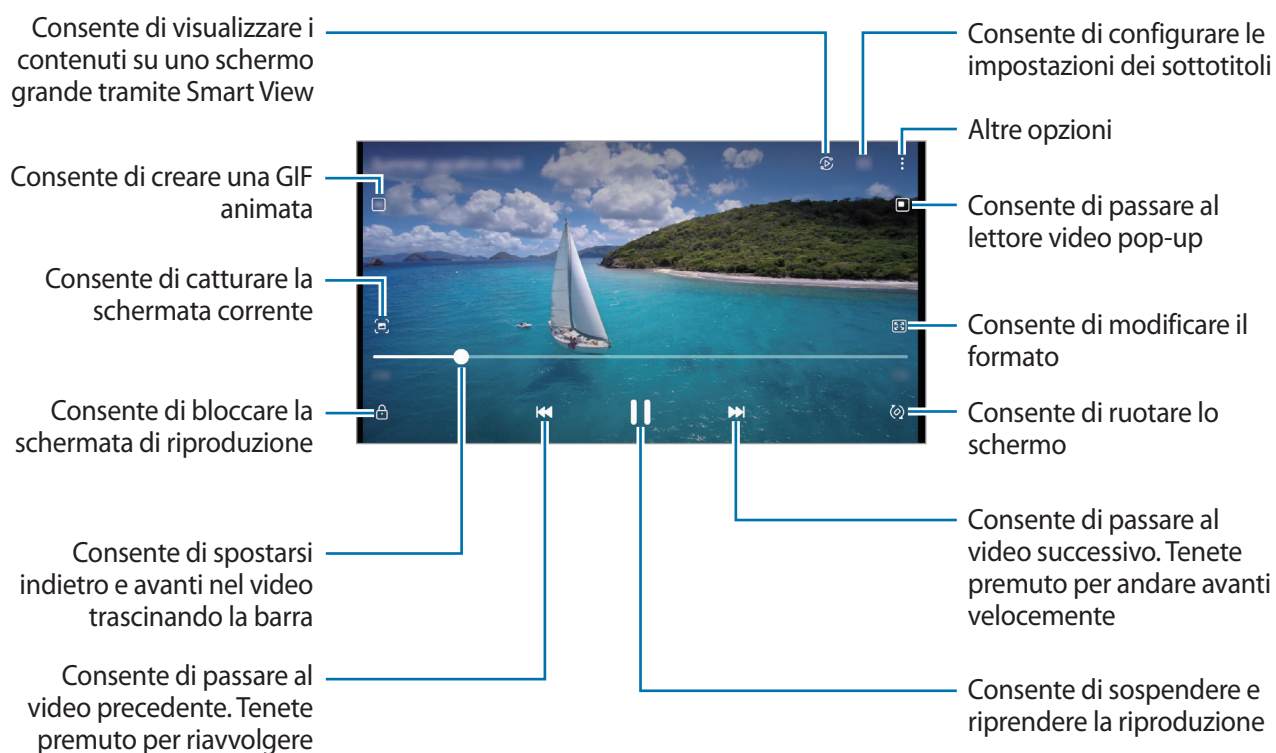 Consente di visualizzare i
contenuti su uno schermo
grande tramite Smart View
Consente di creare una GIF
animata
Consente di catturare la
schermata corrente
Consente di bloccare la
schermata di riproduzione
Consente di spostarsi
indietro e avanti nel video
trascinando la barra
Consente di passare al
video precedente. Tenete
premuto per riavvolgere
Consente di configurare le
impostazioni dei sottotitoli
Altre opzioni
Consente di passare al
lettore video pop-up
Consente di modificare il
formato
Consente di ruotare lo
schermo
Consente di passare al
video successivo. Tenete
premuto per andare avanti
velocemente
Consente di sospendere e
riprendere la riproduzione